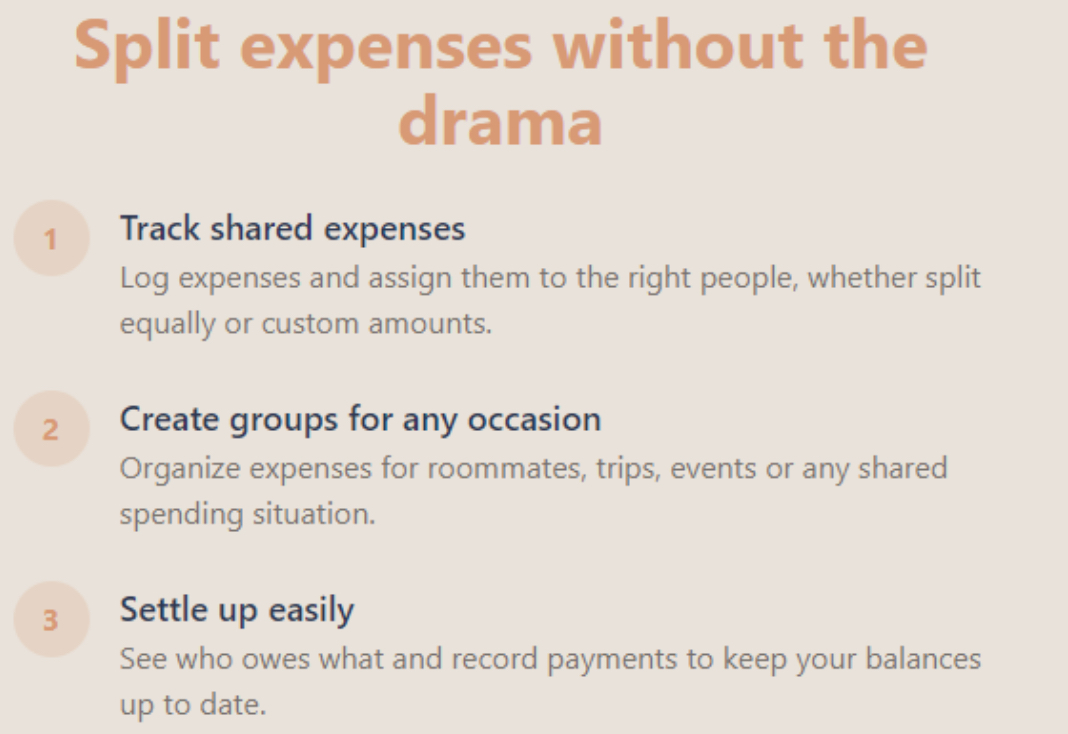 Split expenses without the
drama
1
Track shared expenses
Log expenses and assign them to the right people, whether split
equally or custom amounts.
2
Create groups for any occasion
Organize expenses for roommates, trips, events or any shared
spending situation.
3
Settle up easily
See who owes what and record payments to keep your balances
up to date.